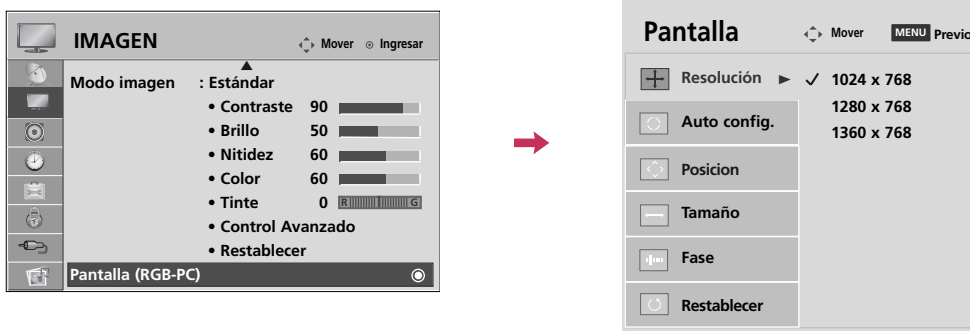 IMAGEN
Mover
Ingresar
Modo imagen : Estándar
• Contraste 90
• Brillo 50
• Nitidez 60
• Color 60
• Tinte 0 R G
• Control Avanzado
• Restablecer
Pantalla (RGB-PC)
Pantalla
Mover
MENU Previo
Resolución
1024 x 768
1280 x 768
1360 x 768
Auto config.
Posicion
Tamaño
Fase
Restablecer